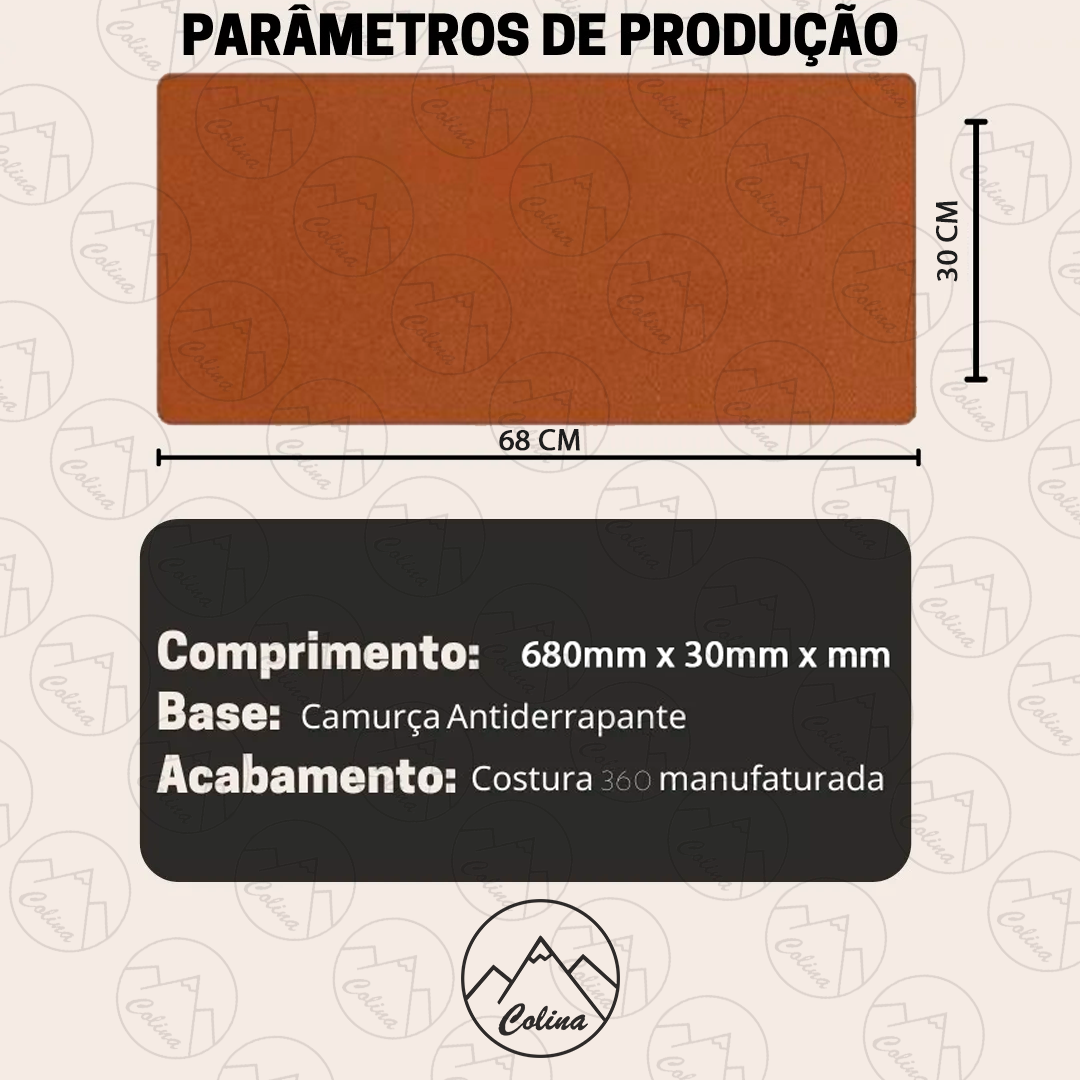 PARÂMETROS DE PRODUÇÃO
30 CM
68 CM
Comprimento: 680mm x 30mm x mm
Base: Camurça Antiderrapante
Acabamento: Costura 360 manufaturada
Colina